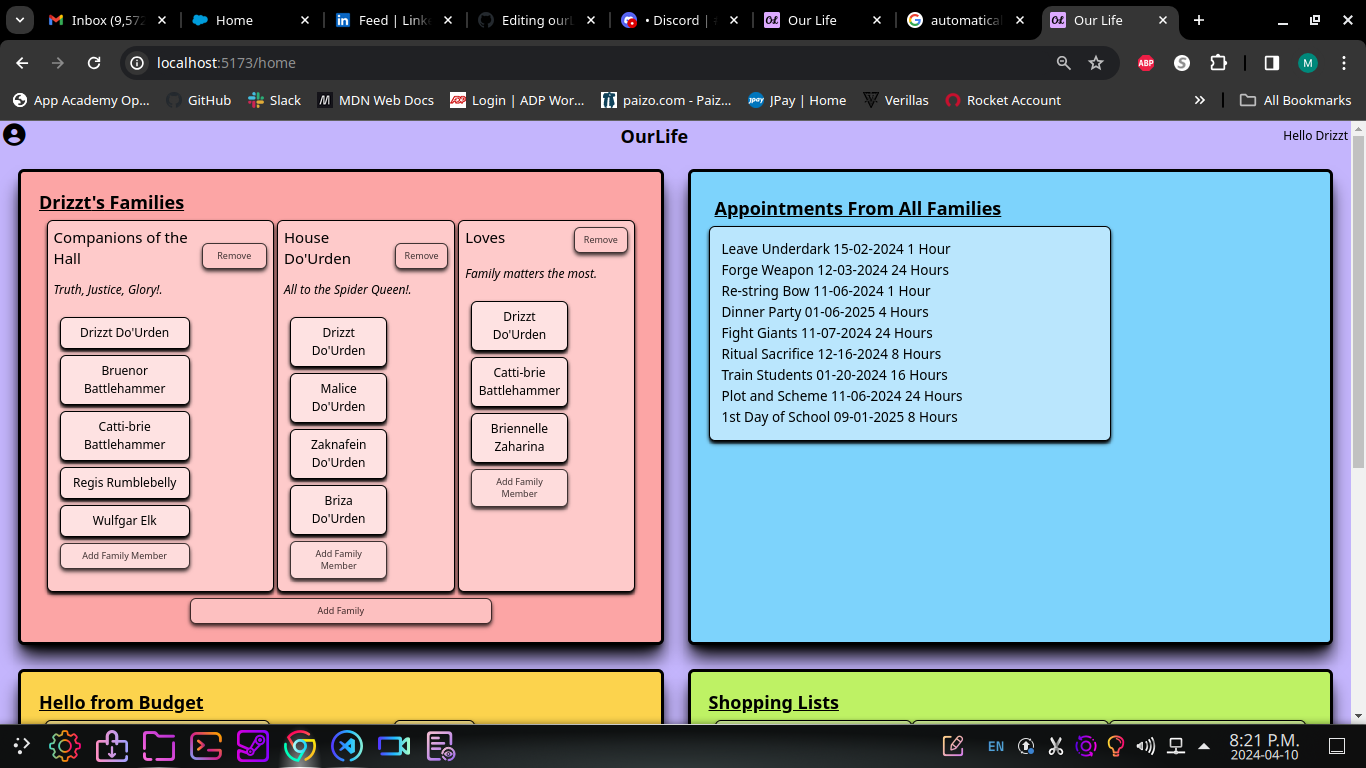 Inbox (9,572
Home
Feed | Linke
Editing ourL
• Discord |
Our Life
automatical
Our Life
localhost:5173/home
ABP
S
M
App Academy Op...
GitHub
Slack
MDN Web Docs
Login | ADP Wor...
paizo.com - Paiz...
JPay | Home
Verillas
Rocket Account
All Bookmarks
OurLife
Hello Drizzt
Drizzt's Families
Companions of the
Hall
Remove
Truth, Justice, Glory!.
Drizzt Do'Urden
Bruenor
Battlehammer
Catti-brie
Battlehammer
Regis Rumblebelly
Wulfgar Elk
Add Family Member
House
Do'Urden
Remove
All to the Spider Queen!.
Drizzt
Do'Urden
Malice
Do'Urden
Zaknafein
Do'Urden
Briza
Do'Urden
Add Family
Member
Loves
Remove
Family matters the most.
Drizzt
Do'Urden
Catti-brie
Battlehammer
Briennelle
Zaharina
Add Family
Member
Add Family
Appointments From All Families
Leave Underdark 15-02-2024 1 Hour
Forge Weapon 12-03-2024 24 Hours
Re-string Bow 11-06-2024 1 Hour
Dinner Party 01-06-2025 4 Hours
Fight Giants 11-07-2024 24 Hours
Ritual Sacrifice 12-16-2024 8 Hours
Train Students 01-20-2024 16 Hours
Plot and Scheme 11-06-2024 24 Hours
1st Day of School 09-01-2025 8 Hours
Hello from Budget
Shopping Lists
EN
8:21 P.M.
2024-04-10